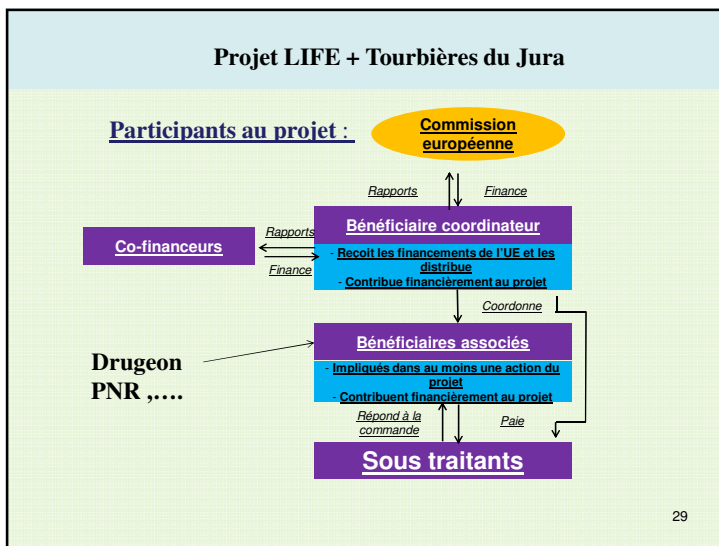 Projet LIFE + Tourbières du Jura
Participants au projet :
Commission
européenne
Rapports
Finance
Bénéficiaire coordinateur
Co-financeurs
Rapports
Finance
- Reçoit les financements de l'UE et les
distribue
- Contribue financièrement au projet
Coordonne
Bénéficiaires associés
Drugeon
PNR ,….
- Impliqués dans au moins une action du
projet
- Contribuent financièrement au projet
Répond à la
commande
Paie
Sous traitants
29